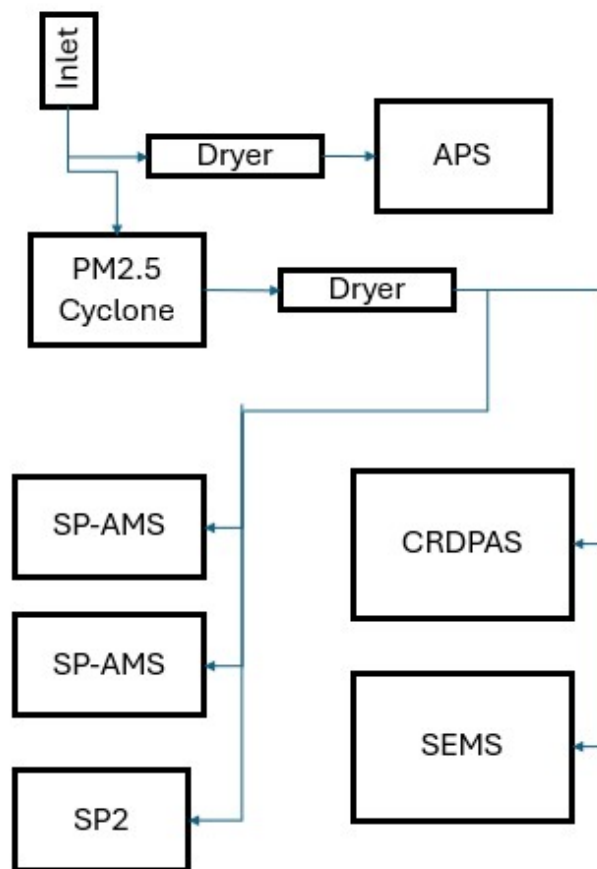 Inlet
Dryer
APS
PM2.5
Cyclone
Dryer
SP-AMS
CRDPAS
SP-AMS
SEMS
SP2